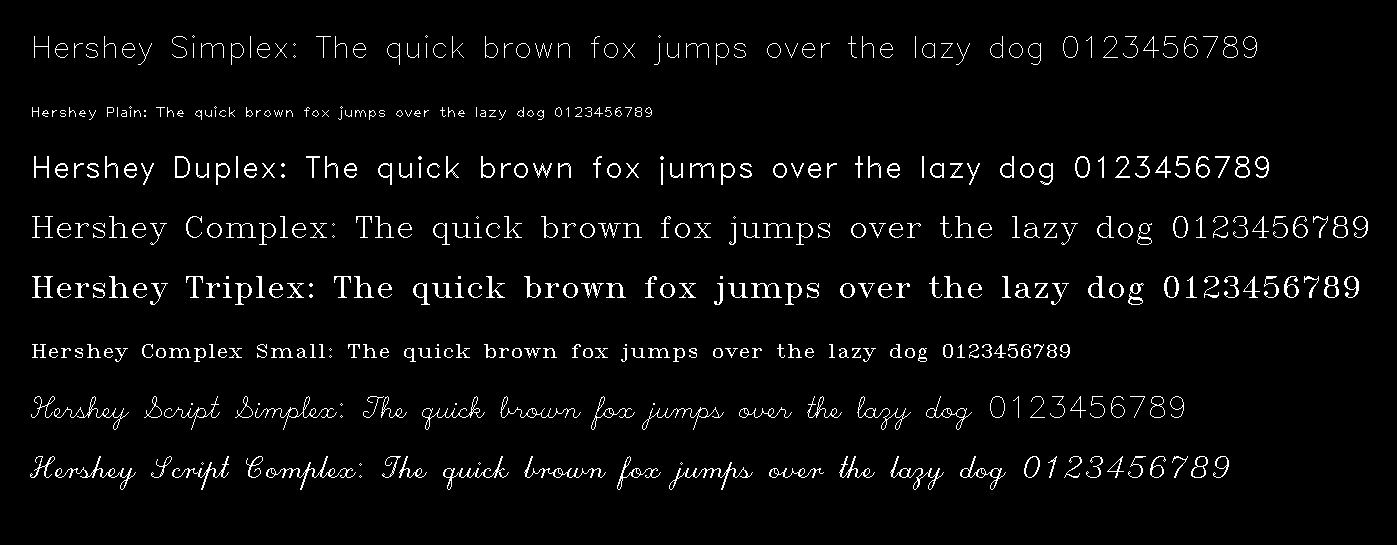 Hershey Simplex: The quick brown fox jumps over the lazy dog 0123456789
Hershey Plain: The quick brown fox jumps over the lazy dog 0123456789
Hershey Duplex: The quick brown fox jumps over the lazy dog 0123456789
Hershey Complex: The quick brown fox jumps over the lazy dog 0123456789
Hershey Triplex: The quick brown fox jumps over the lazy dog 0123456789
Hershey Complex Small: The quick brown fox jumps over the lazy dog 0123456789
Hershey Script Simplex: The quick brown fox jumps over the lazy dog 0123456789
Hershey Script Complex: The quick brown fox jumps over the lazy dog 0123456789